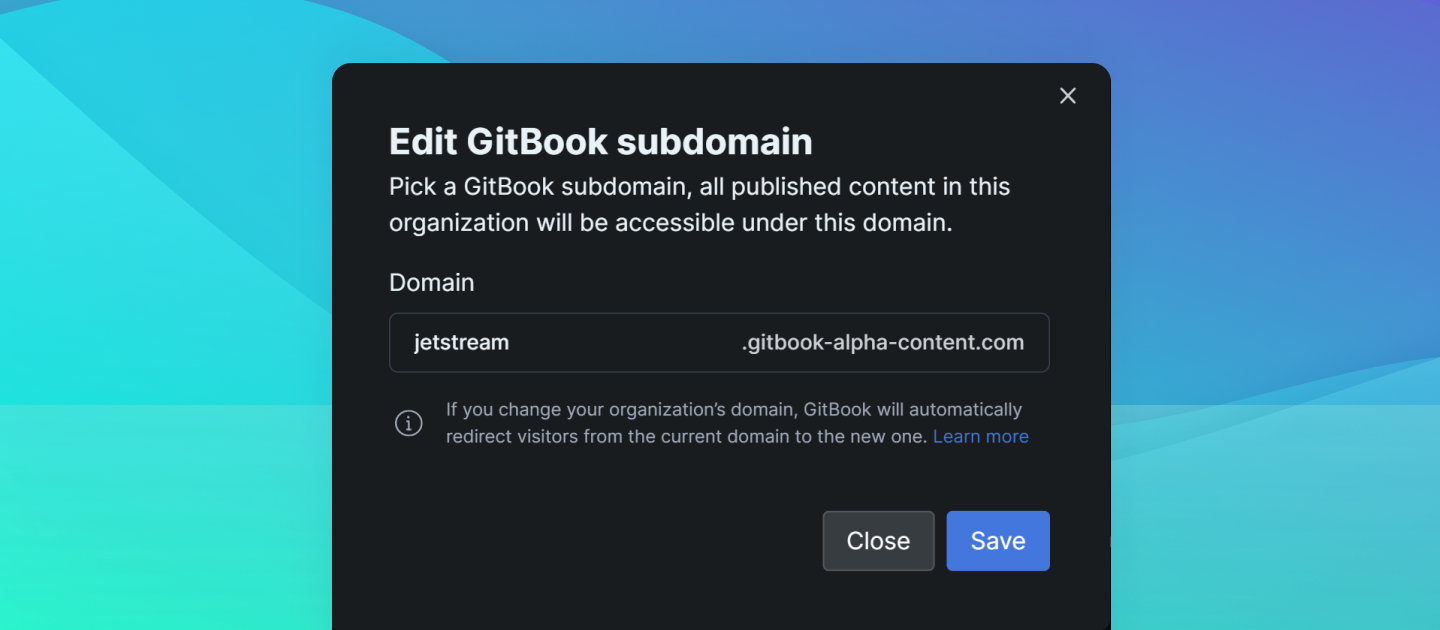 Edit GitBook subdomain
Pick a GitBook subdomain, all published content in this
organization will be accessible under this domain.
Domain
jetstream .gitbook-alpha-content.com
If you change your organization’s domain, GitBook will automatically
redirect visitors from the current domain to the new one. Learn more
Close Save